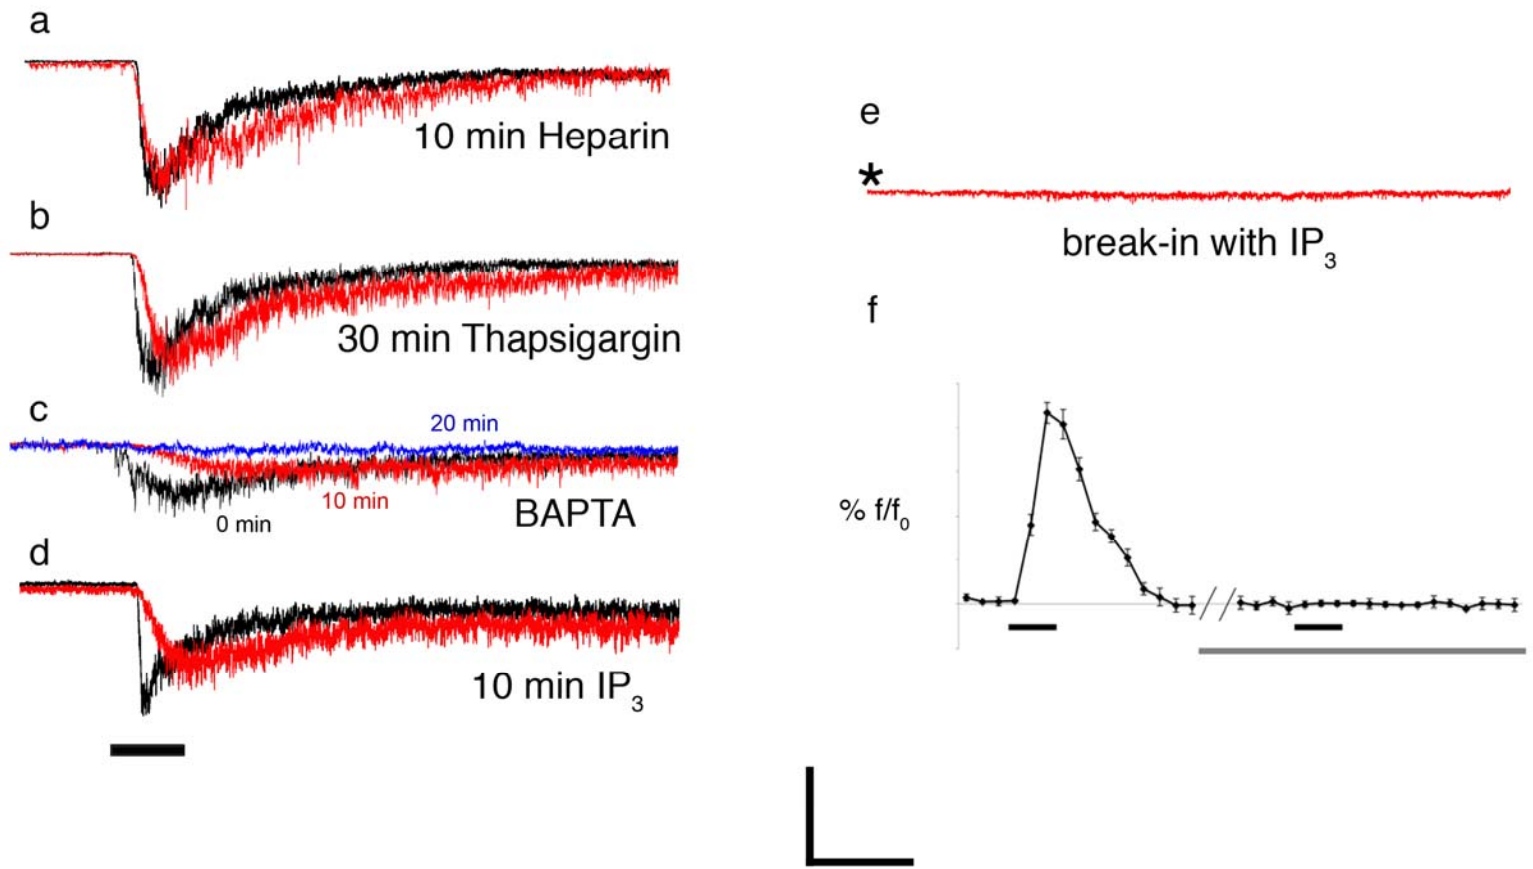 a
10 min Heparin
b
30 min Thapsigargin
c
20 min
10 min
0 min
BAPTA
d
10 min IP3
e
*
break-in with IP3
f
% f/f0